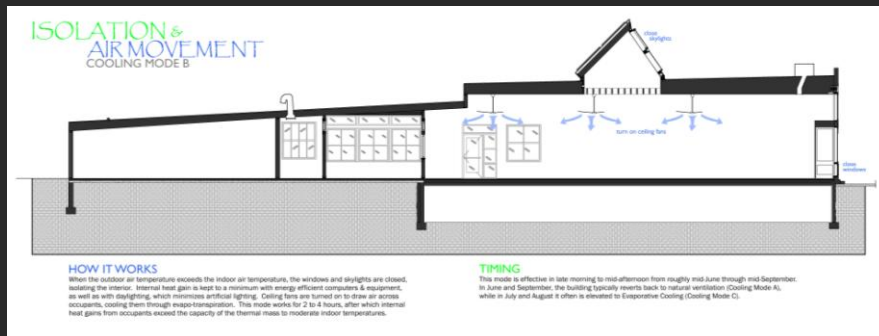 ISOLATION &
AIR MOVEMENT
COOLING MODE B
close
skylights
turn on ceiling fans
close
windows
HOW IT WORKS
When the outdoor air temperature exceeds the indoor air temperature, the windows and skylights are closed,
isolating the interior. Internal heat gain is kept to a minimum with energy efficient computers & equipment,
as well as with daylighting, which minimizes artificial lighting. Ceiling fans are turned on to draw air across
occupants, cooling them through evapo-transpiration. This mode works for 2 to 4 hours, after which internal
heat gains from occupants exceed the capacity of the thermal mass to moderate indoor temperatures.
TIMING
This mode is effective in late morning to mid-afternoon from roughly mid-June through mid-September.
In June and September, the building typically reverts back to natural ventilation (Cooling Mode A),
while in July and August it often is elevated to Evaporative Cooling (Cooling Mode C).